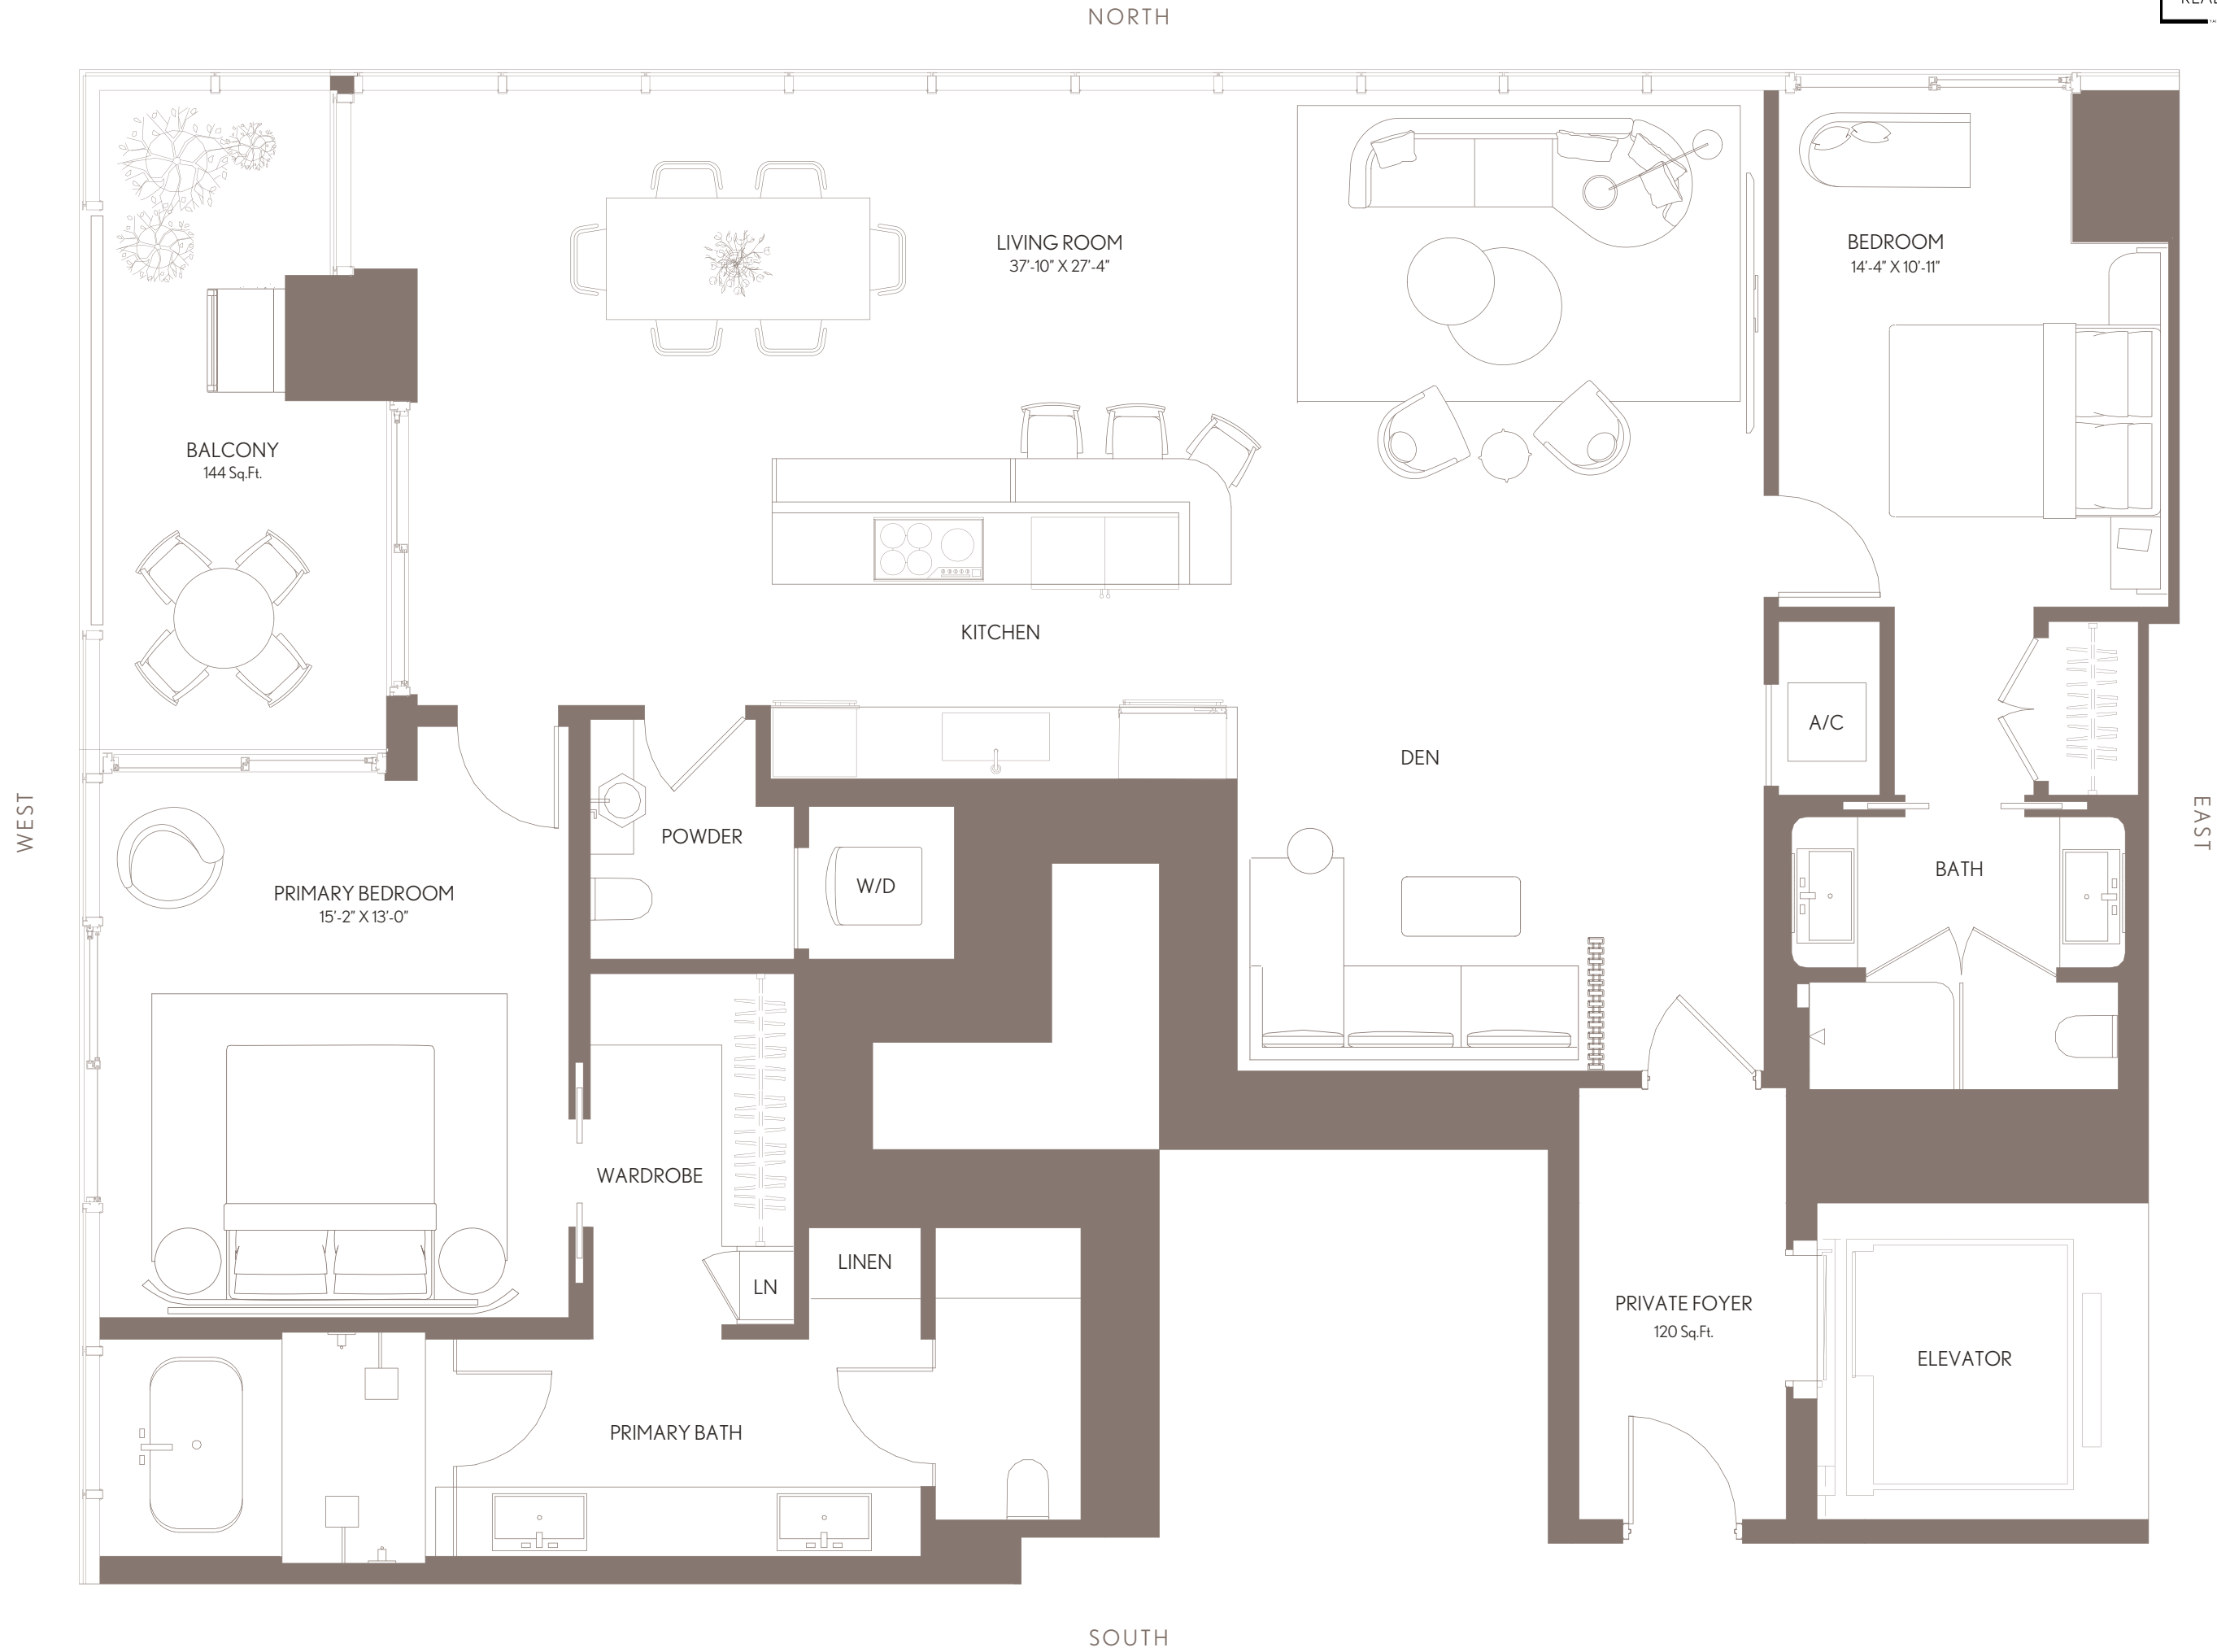 NORTH
LIVING ROOM
37'-10" X 27'-4"
BEDROOM
14'-4" X 10'-11"
BALCONY
144 Sq.Ft.
KITCHEN
A/C
DEN
WEST
EAST
POWDER
BATH
W/D
PRIMARY BEDROOM
15'-2" X 13'-0"
WARDROBE
LINEN
LN
PRIVATE FOYER
120 Sq.Ft.
ELEVATOR
PRIMARY BATH
SOUTH